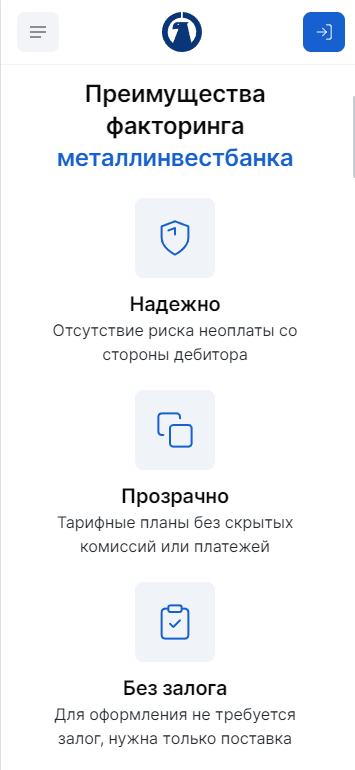 Преимущества
факторинга
металлинвестбанка
Надежно
Отсутствие риска неоплаты со
стороны дебитора
Прозрачно
Тарифные планы без скрытых
комиссий или платежей
Без залога
Для оформления не требуется
залог, нужна только поставка